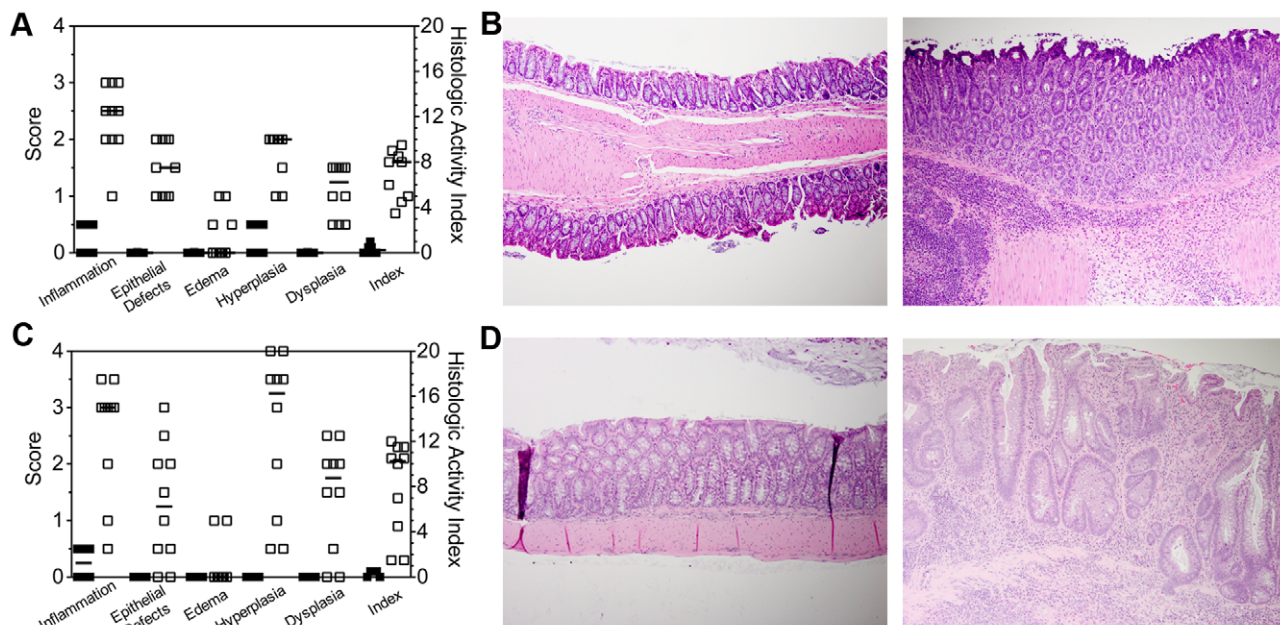 A
4
3
2
1
0
Score
20
16
12
8
4
0
Histologic Activity Index
Inflammation
Epithelial
Defects
Edema
Hyperplasia
Dysplasia
Index
B
C
4
3
2
1
0
Score
20
16
12
8
4
0
Histologic Activity Index
Inflammation
Epithelial
Defects
Edema
Hyperplasia
Dysplasia
Index
D